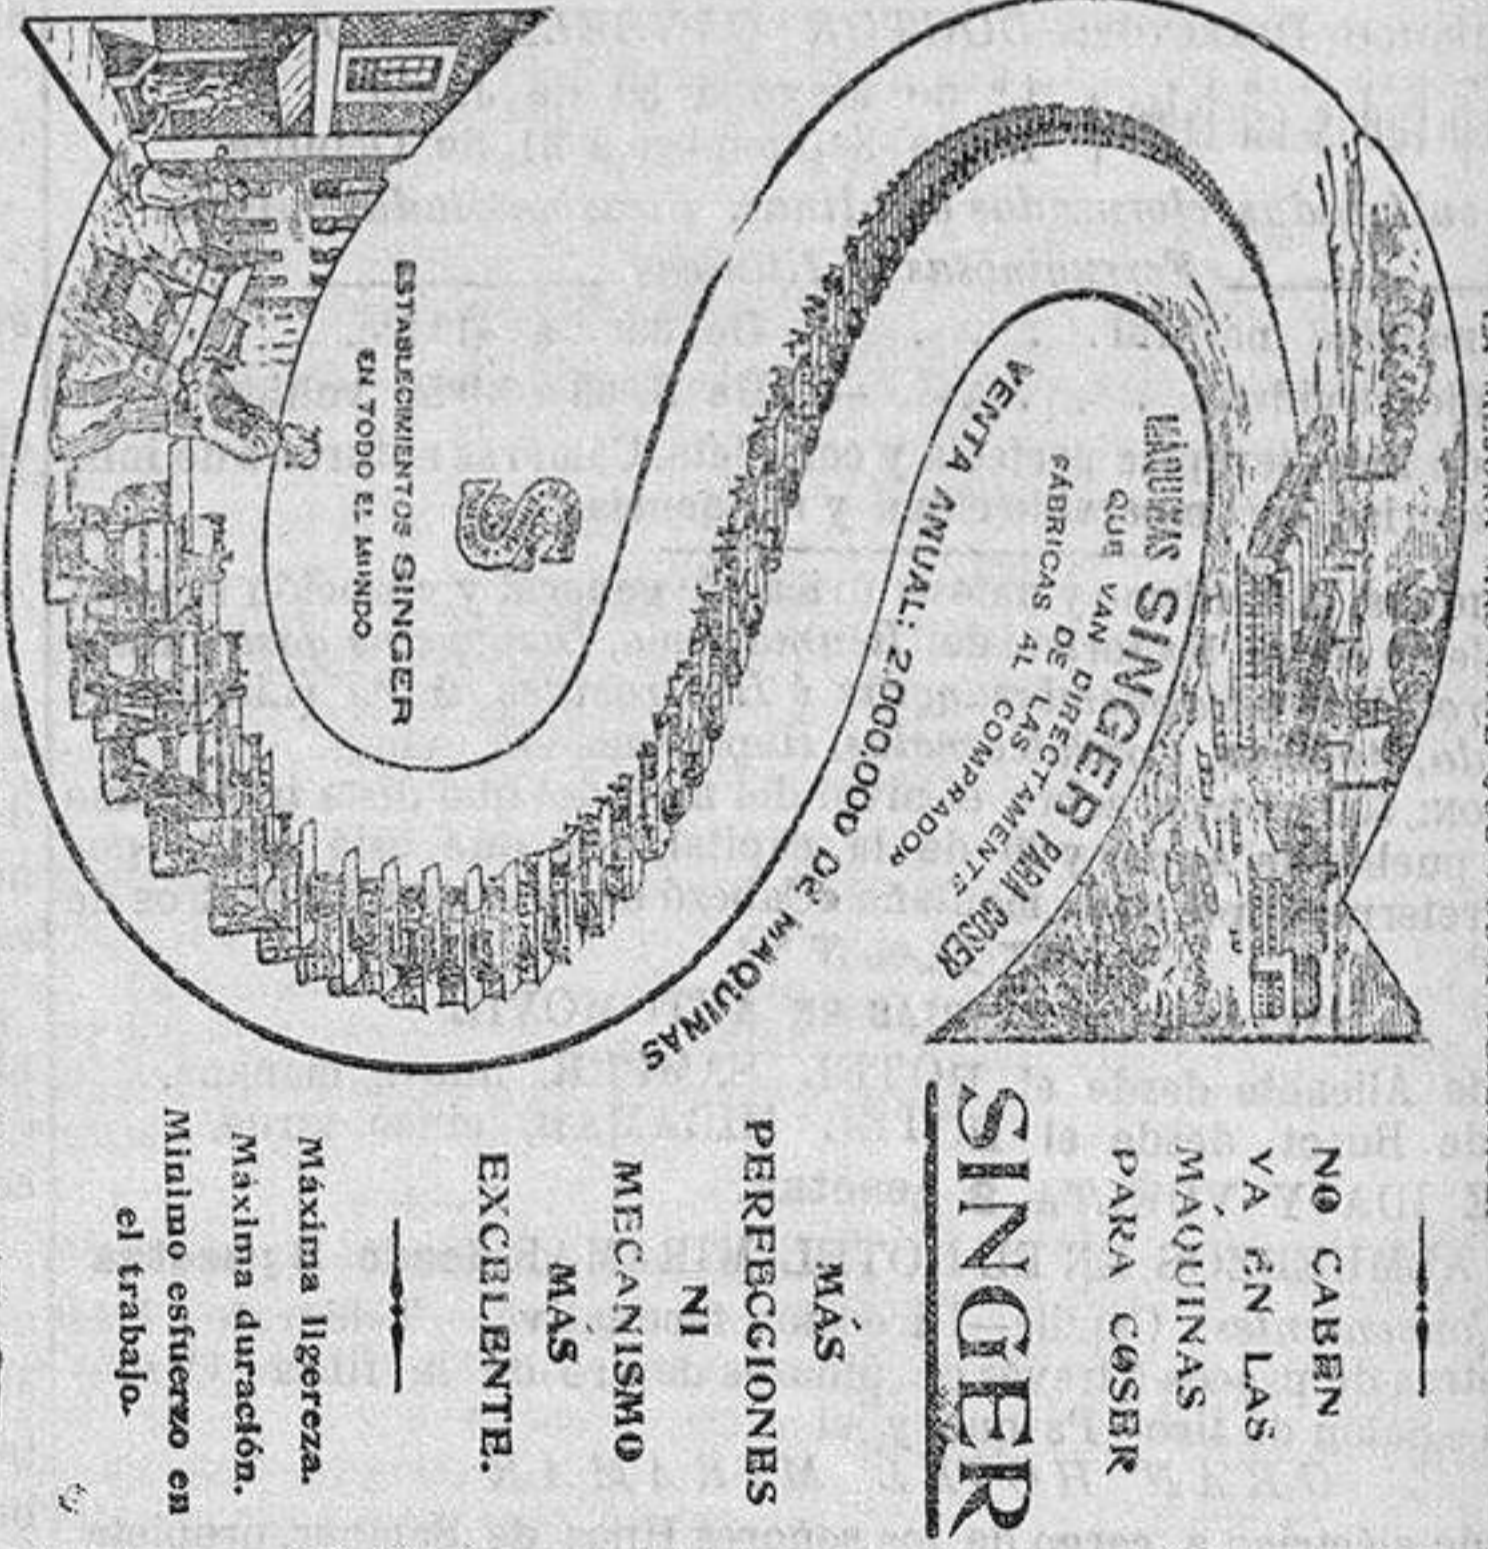 MÁQUINAS SINGER PARA COSER
QUE VAN DIRECTAMENTE
DE LAS
FÁBRICAS AL COMPRADOR
VENTA ANUAL: 2.000.000 DE MÁQUINAS
S
ESTABLECIMIENTOS SINGER
EN TODO EL MUNDO
NO CABEN
YA EN LAS
MÁQUINAS
PARA COSER
SINGER
MÁS
PERFECCIONES
NI
MECANISMO
MÁS
EXCELENTE.
Máxima ligereza.
Máxima duración.
Minimo esfuerzo en
el trabajo.